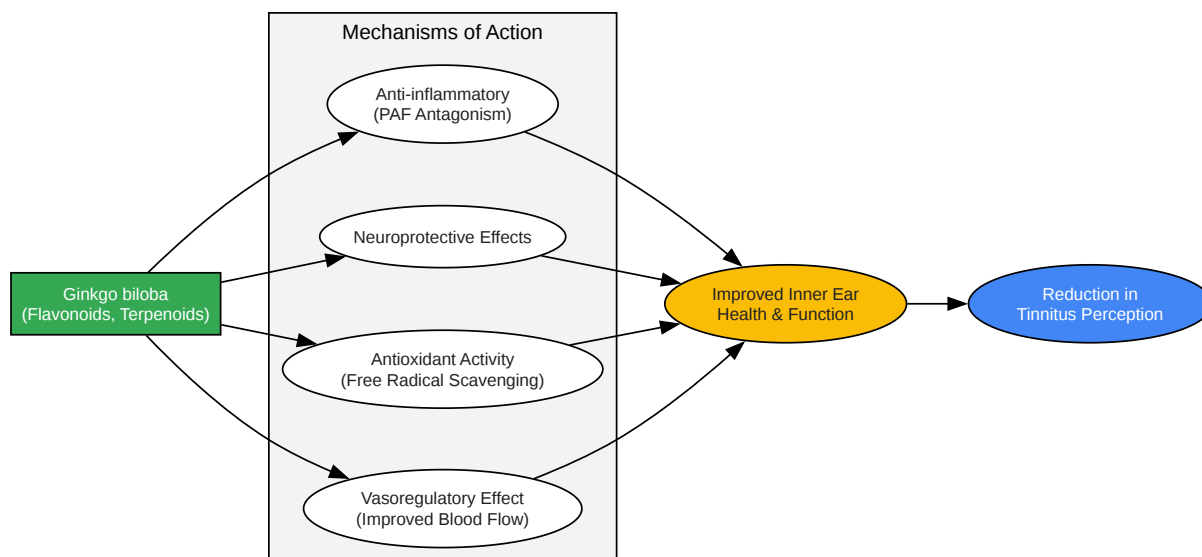 Mechanisms of Action
Anti-inflammatory
(PAF Antagonism)
Neuroprotective Effects
Ginkgo biloba
(Flavonoids, Terpenoids)
Improved Inner Ear
Health & Function
Reduction in
Tinnitus Perception
Antioxidant Activity
(Free Radical Scavenging)
Vasoregulatory Effect
(Improved Blood Flow)